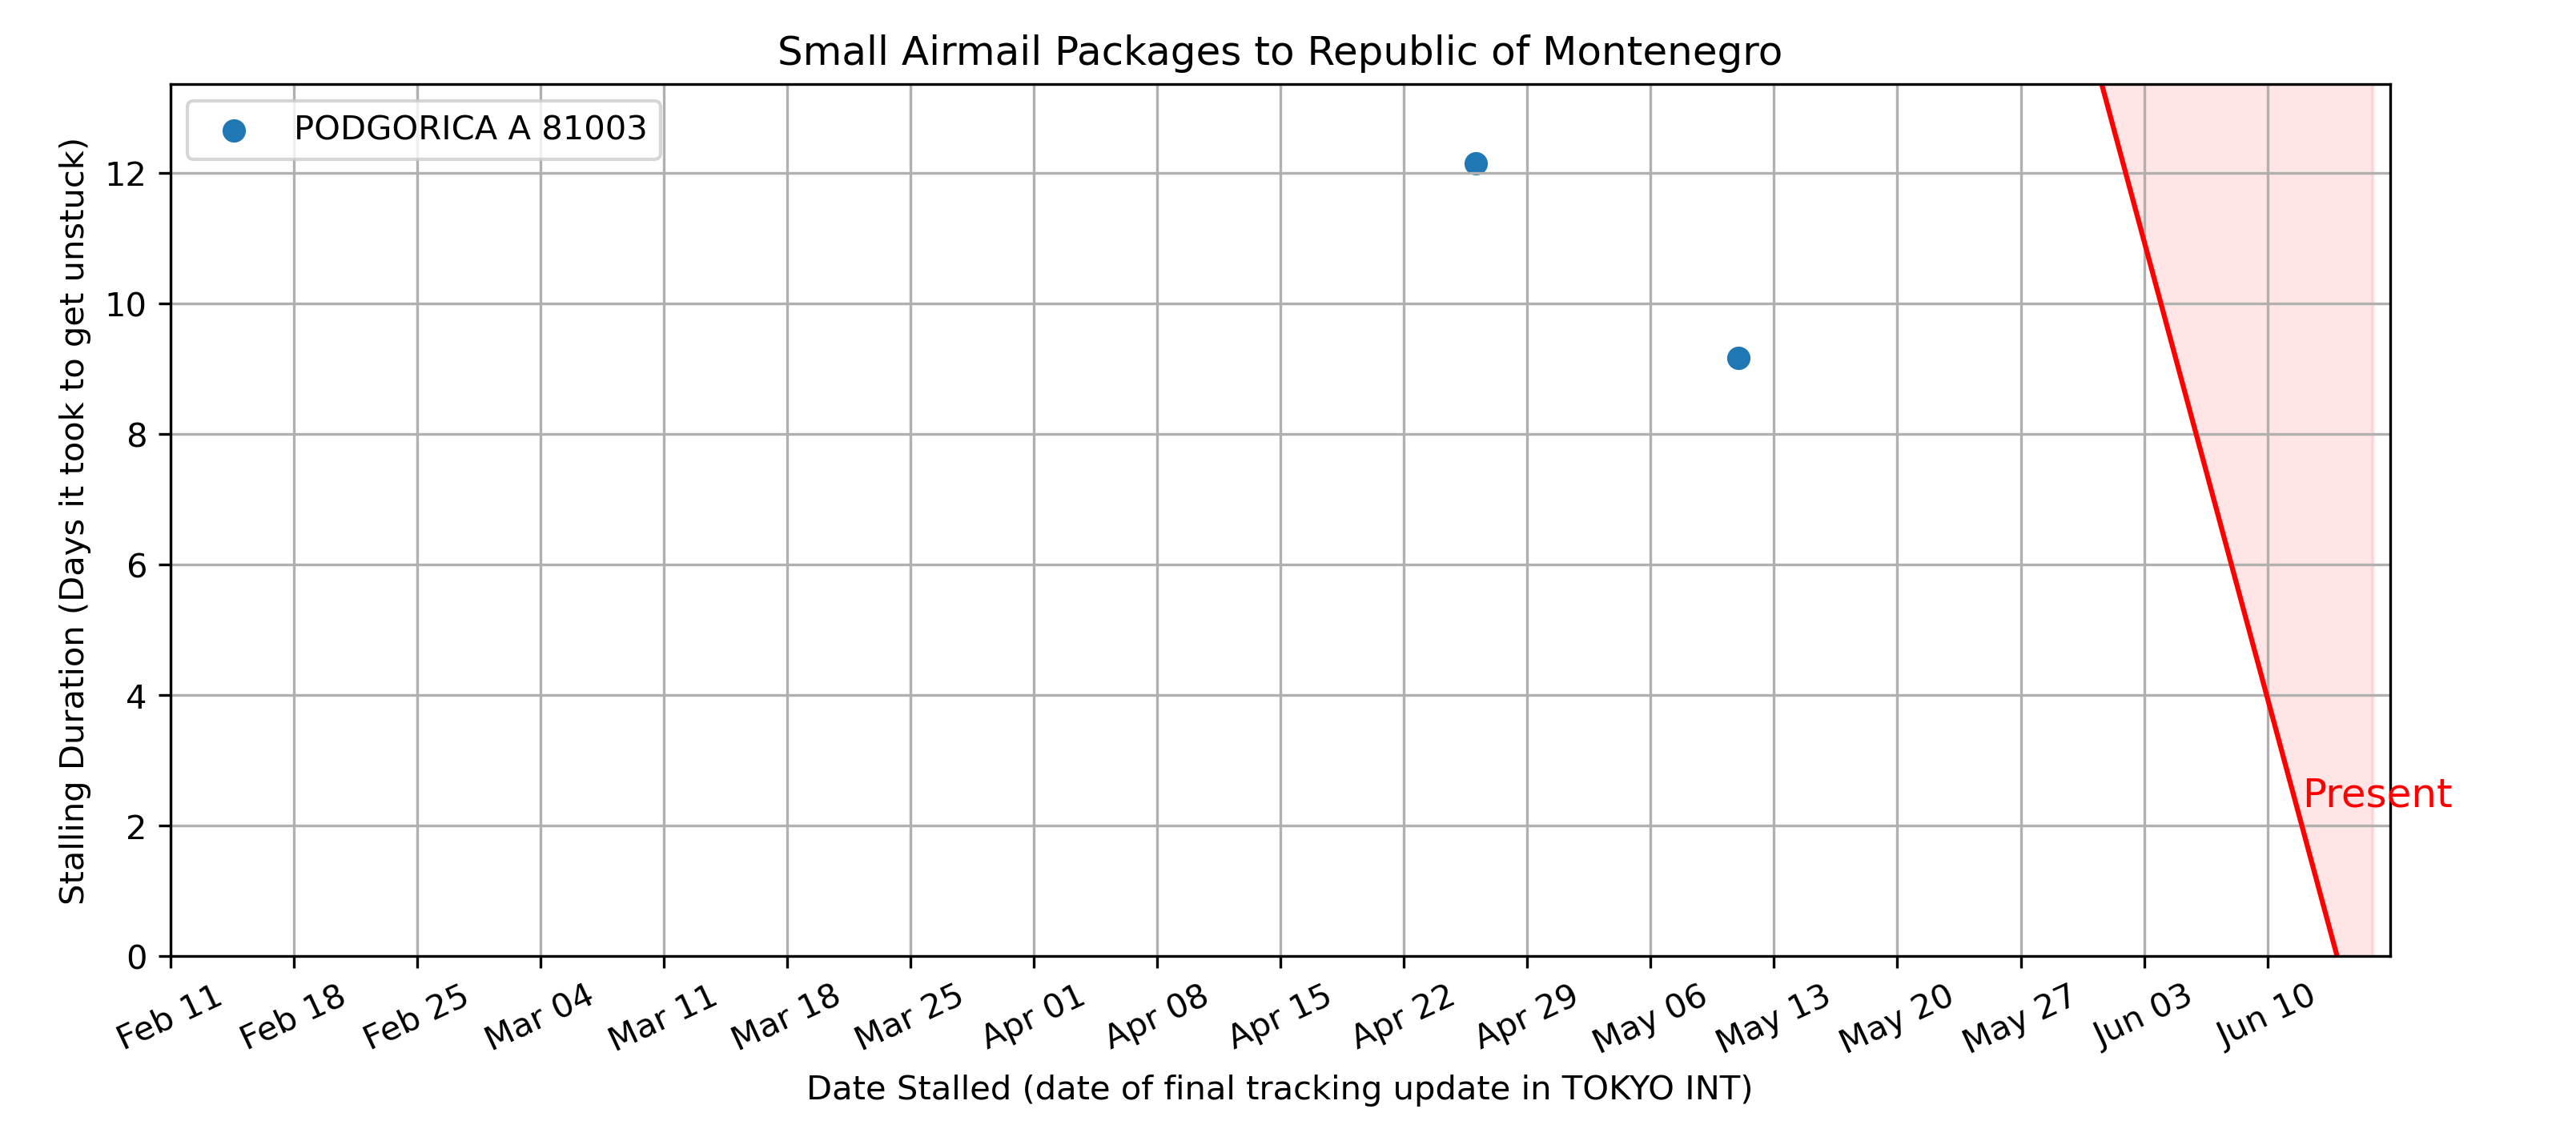 Small Airmail Packages to Republic of Montenegro
PODGORICA A 81003
Stalling Duration (Days it took to get unstuck)
12
10
8
6
4
2
0
Present
Feb 11
Feb 18
Feb 25
Mar 04
Mar 11
Mar 18
Mar 25
Apr 01
Apr 08
Apr 15
Apr 22
Apr 29
May 06
May 13
May 20
May 27
Jun 03
Jun 10
Date Stalled (date of final tracking update in TOKYO INT)